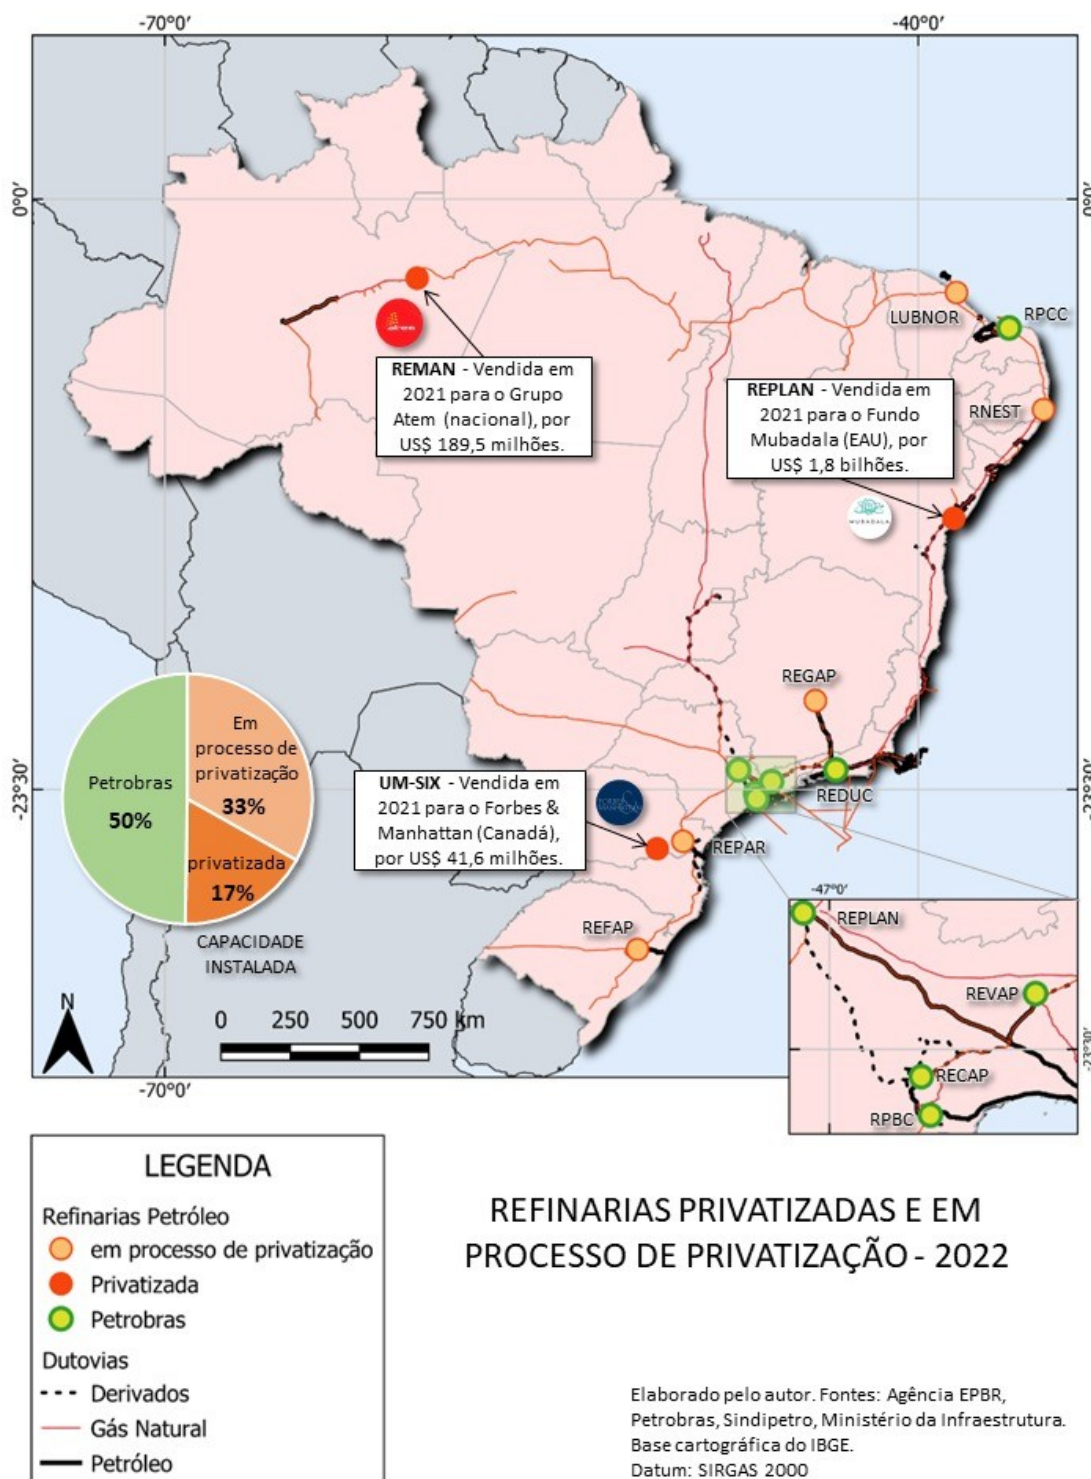 -70°0'
-40°0'
0°0'
0°0'
LUBNOR
RPCC
REMAN - Vendida em
2021 para o Grupo
Atem (nacional), por
US$ 189,5 milhões.
REPLAN - Vendida em
2021 para o Fundo
Mubadala (EAU), por
US$ 1,8 bilhões.
RNEST
atem
MUBADALA
REGAP
Em
processo de
privatização
33%
Petrobras
50%
privatizada
17%
CAPACIDADE
INSTALADA
-23°30'
-23°30'
UM-SIX - Vendida em
2021 para o Forbes &
Manhattan (Canadá),
por US$ 41,6 milhões.
FORBES
MANHATTAN
REDUC
REPAR
REFAP
-47°0'
REPLAN
REVAP
-23°30'
RECAP
RPBC
N
0 250 500 750 km
-70°0'
LEGENDA
Refinarias Petróleo
em processo de privatização
Privatizada
Petrobras
Dutovias
Derivados
Gás Natural
Petróleo
REFINARIAS PRIVATIZADAS E EM
PROCESSO DE PRIVATIZAÇÃO - 2022
Elaborado pelo autor. Fontes: Agência EPBR,
Petrobras, Sindipetro, Ministério da Infraestrutura.
Base cartográfica do IBGE.
Datum: SIRGAS 2000